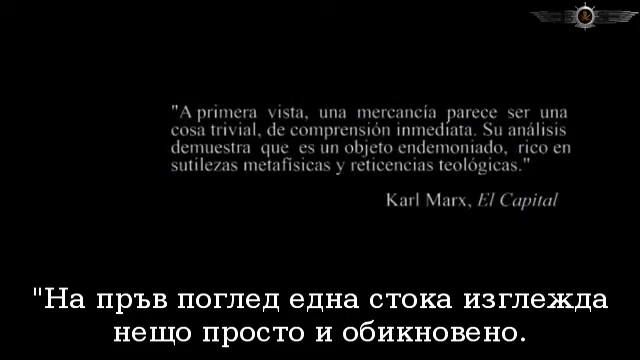 "A primera vista, una mercancía parece ser una
cosa trivial, de comprensión inmediata. Su análisis
demuestra que es un objeto endemoniado, rico en
sutilezas metafísicas y reticencias teológicas."
Karl Marx, El Capital
"На пръв поглед една стока изглежда
нещо просто и обикновено.